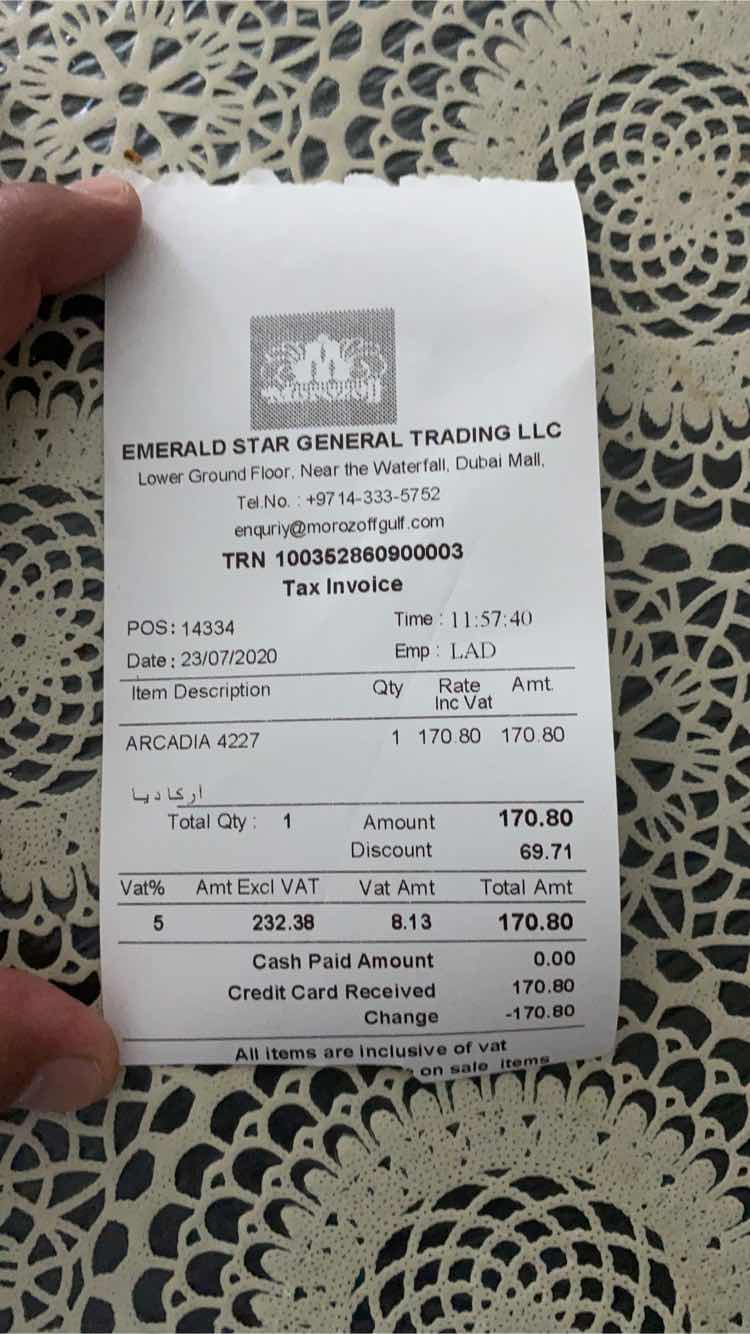 EMERALD STAR GENERAL TRADING LLC
Lower Ground Floor, Near the Waterfall, Dubai Mall,
Tel.No. : +9714-333-5752
enquriy@morozoffgulf.com
TRN 100352860900003
Tax Invoice
POS: 14334 Time : 11:57:40
Date : 23/07/2020 Emp : LAD
Item Description Qty Rate Inc Vat Amt.
ARCADIA 4227 1 170.80 170.80
اركاديا
Total Qty : 1 Amount 170.80
Discount 69.71
Vat% Amt Excl VAT Vat Amt Total Amt
5 232.38 8.13 170.80
Cash Paid Amount 0.00
Credit Card Received 170.80
Change -170.80
All items are inclusive of vat
on sale items